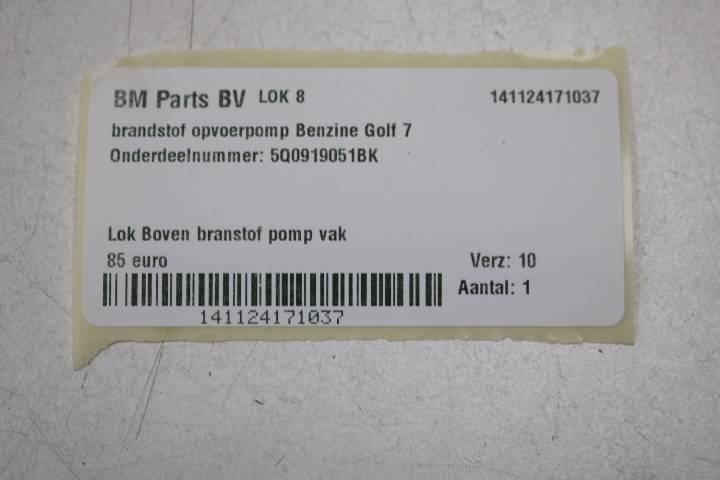 BM Parts BV LOK 8 141124171037
brandstof opvoerpomp Benzine Golf 7
Onderdeelnummer: 5Q0919051BK
Lok Boven branstof pomp vak
85 euro Verz: 10
Aantal: 1
141124171037